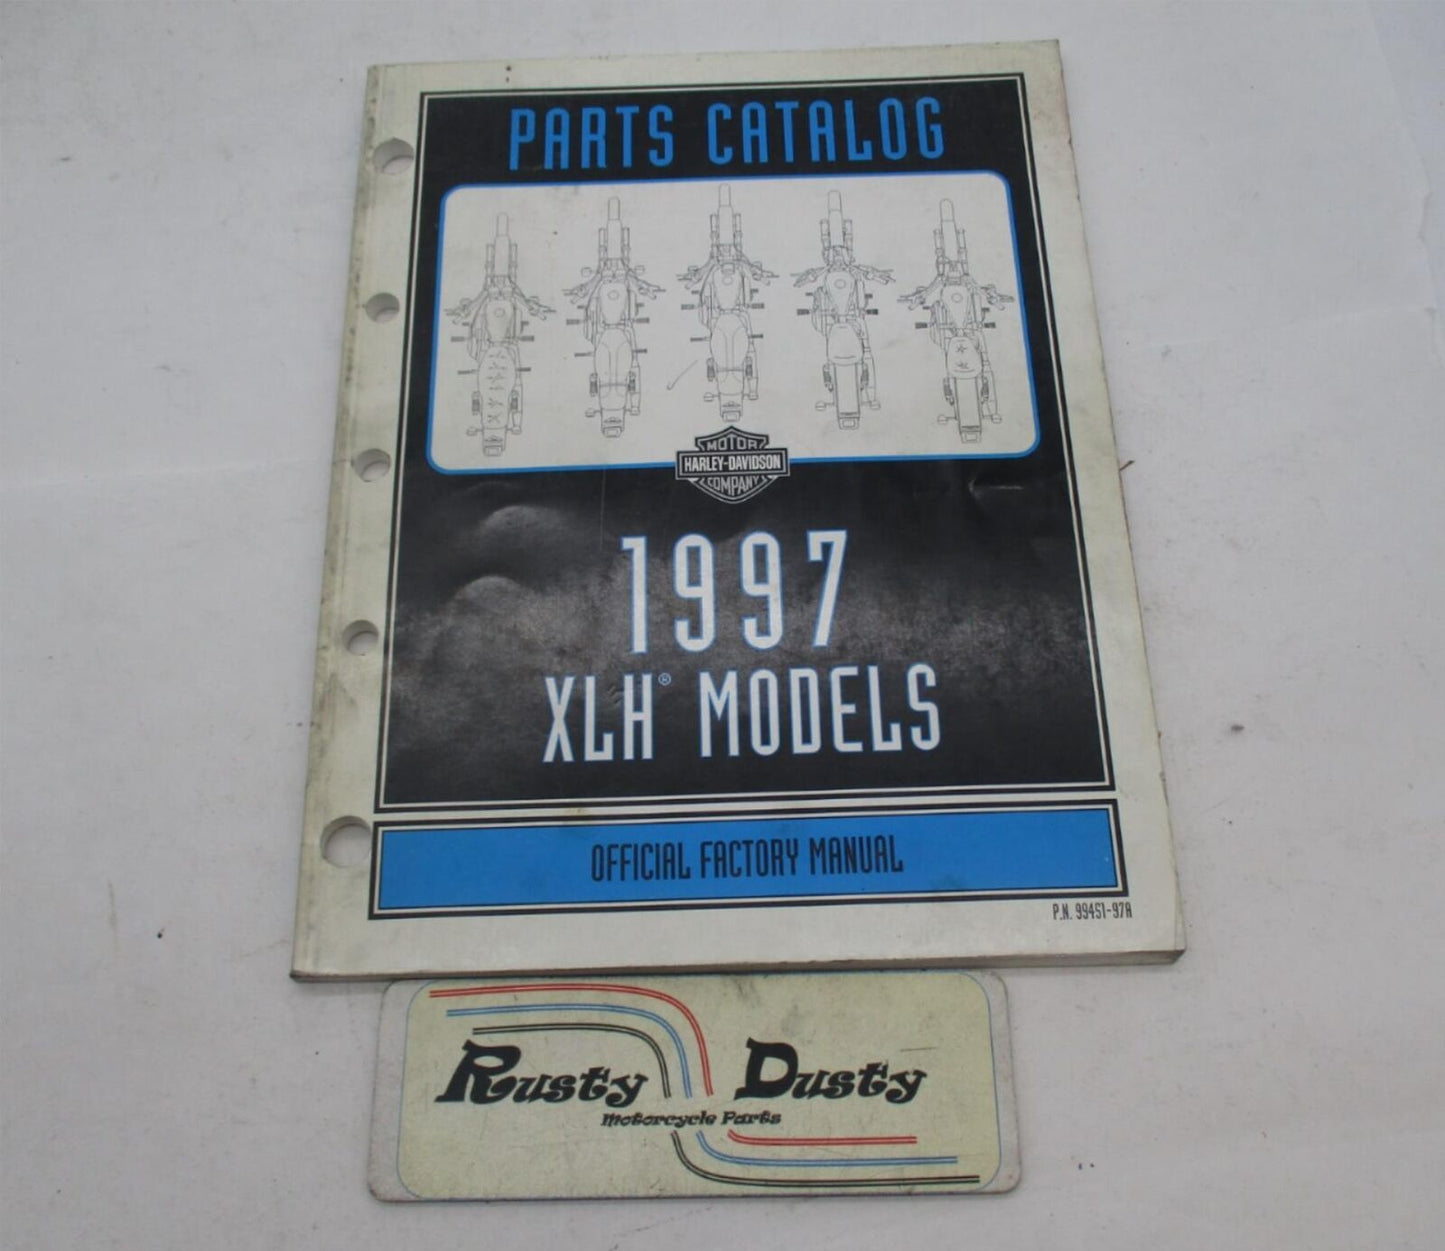 PARTS CATALOG
MOTOR
HARLEY-DAVIDSON
COMPANY
1997
XLH® MODELS
OFFICIAL FACTORY MANUAL
P.N. 99451-97A
Rusty Dusty
Motorcycle Parts